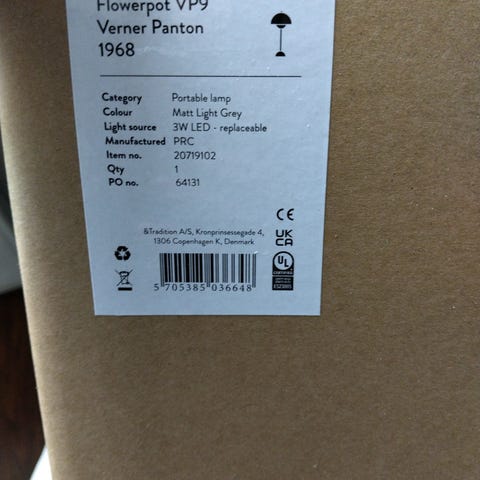 Flowerpot VP9
Verner Panton
1968
Category Portable lamp
Colour Matt Light Grey
Light source 3W LED - replaceable
Manufactured PRC
Item no. 20719102
Qty 1
PO no. 64131
CE
UK
CA
&Tradition A/S, Kronprinsessegade 4,
1306 Copenhagen K, Denmark
UL
CERTIFIED
5 705385 036648